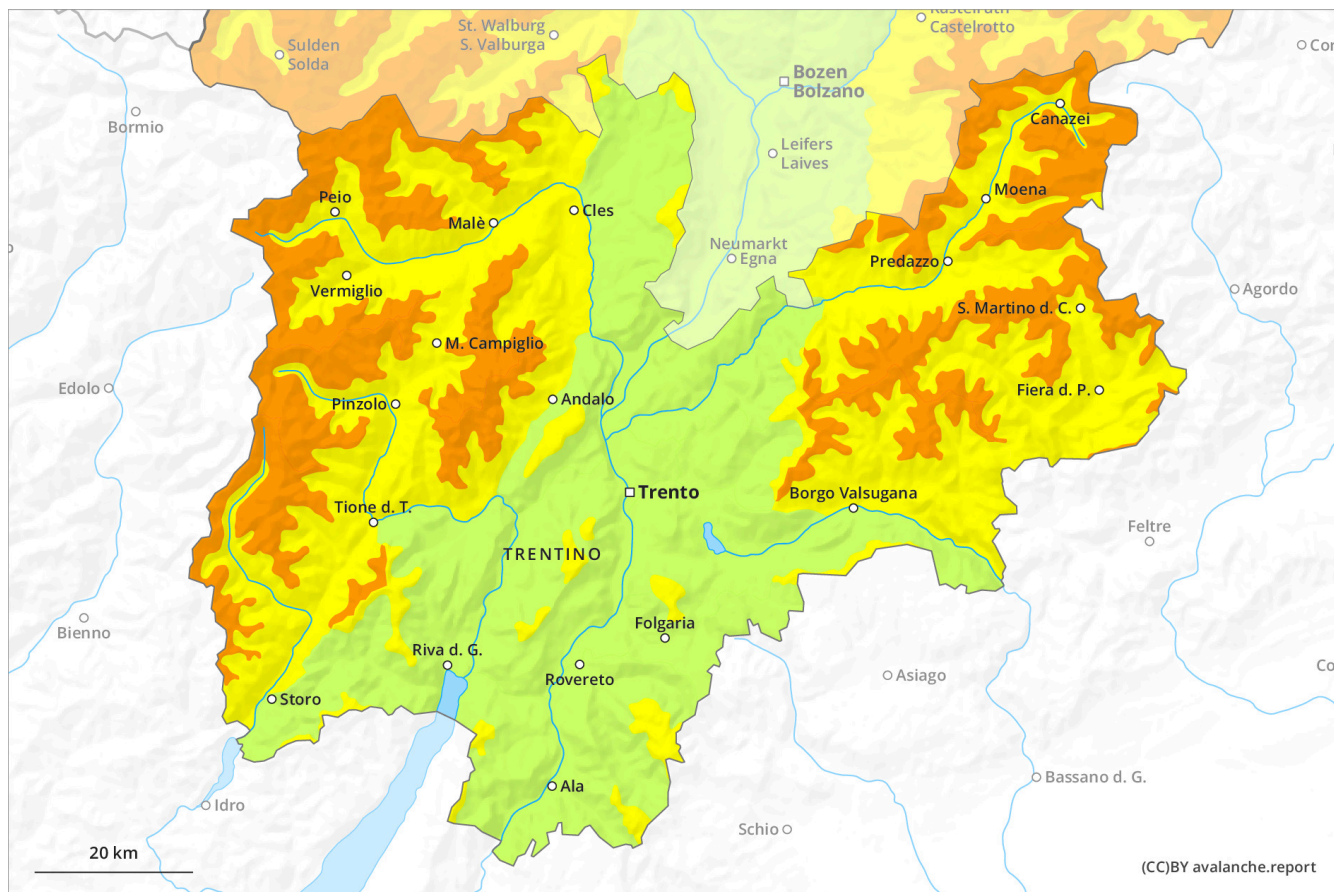 Kastelruth
Castelrotto
St. Walburg
S. Valburga
Sulden
Solda
Bozen
Bolzano
Bormio
Canazei
Leifers
Laives
Moena
Peio
Malè
Cles
Neumarkt
Egna
Predazzo
Vermiglio
Agordo
S. Martino d. C.
M. Campiglio
Edolo
Fiera d. P.
Pinzolo
Andalo
Trento
Borgo Valsugana
Tione d. T.
Feltre
TRENTINO
Bienno
Folgaria
Riva d. G.
Asiago
Rovereto
Storo
Bassano d. G.
Ala
Idro
Schio
20 km
(CC)BY avalanche.report